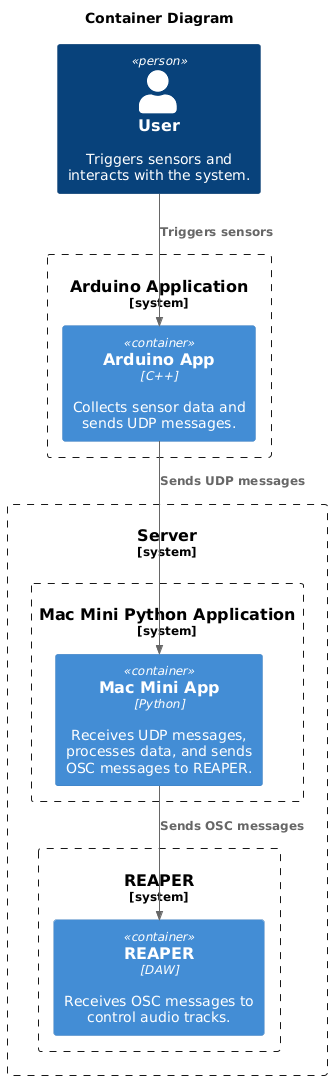 Container Diagram
«person»
User
Triggers sensors and
interacts with the system.
Triggers sensors
Arduino Application
[system]
«container»
Arduino App
[C++]
Collects sensor data and
sends UDP messages.
Sends UDP messages
Server
[system]
Mac Mini Python Application
[system]
«container»
Mac Mini App
[Python]
Receives UDP messages,
processes data, and sends
OSC messages to REAPER.
Sends OSC messages
REAPER
[system]
«container»
REAPER
[DAW]
Receives OSC messages to
control audio tracks.